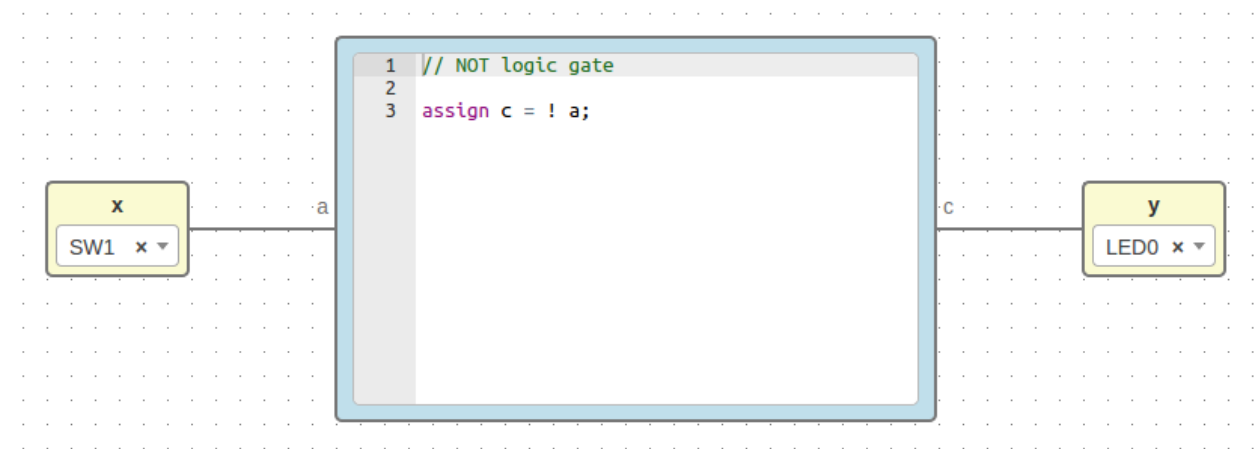 1 // NOT logic gate
2
3 assign c = ! a;
x
SW1 × ▾
a
c
y
LED0 × ▾